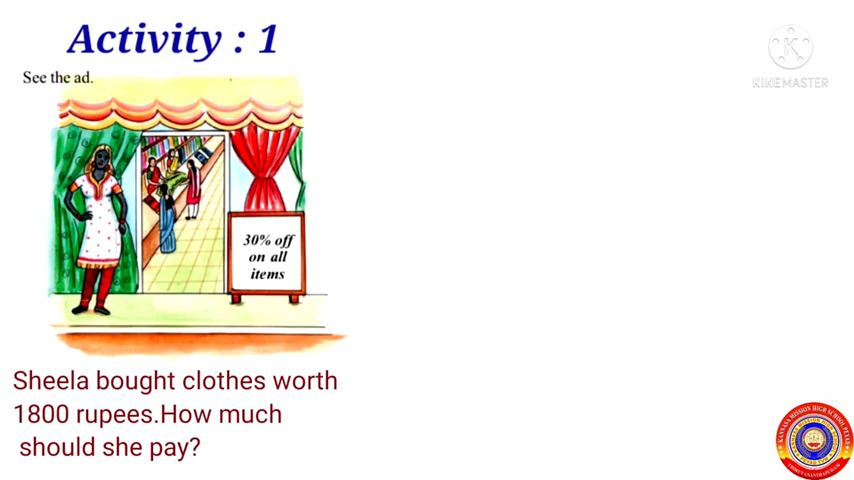 Activity : 1
KINEMASTER
See the ad.
30% off
on all
items
Sheela bought clothes worth
1800 rupees.How much
should she pay?